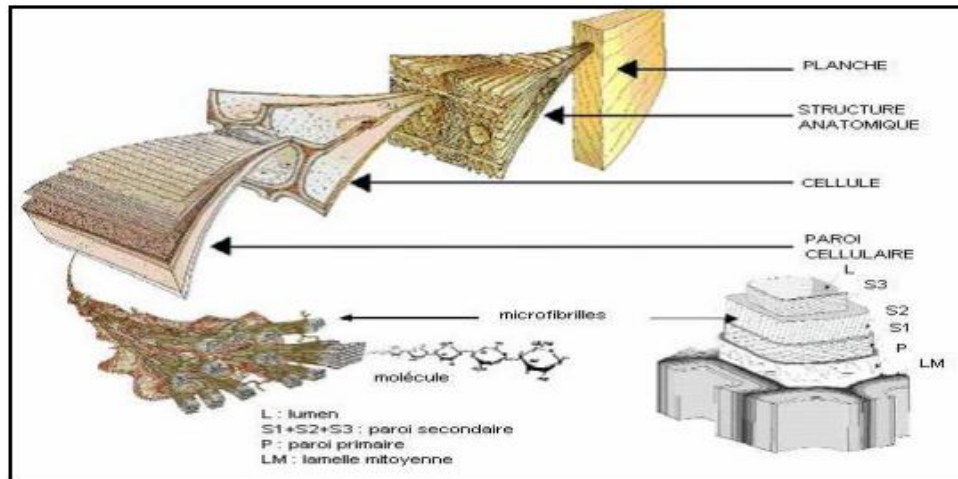 PLANCHE
STRUCTURE
ANATOMIQUE
CELLULE
PAROI
CELLULAIRE
L
S3
microfibrilles
S2
S1
P
LM
molécule
L : lumen
S1+S2+S3 : paroi secondaire
P : paroi primaire
LM : lamelle mitoyenne